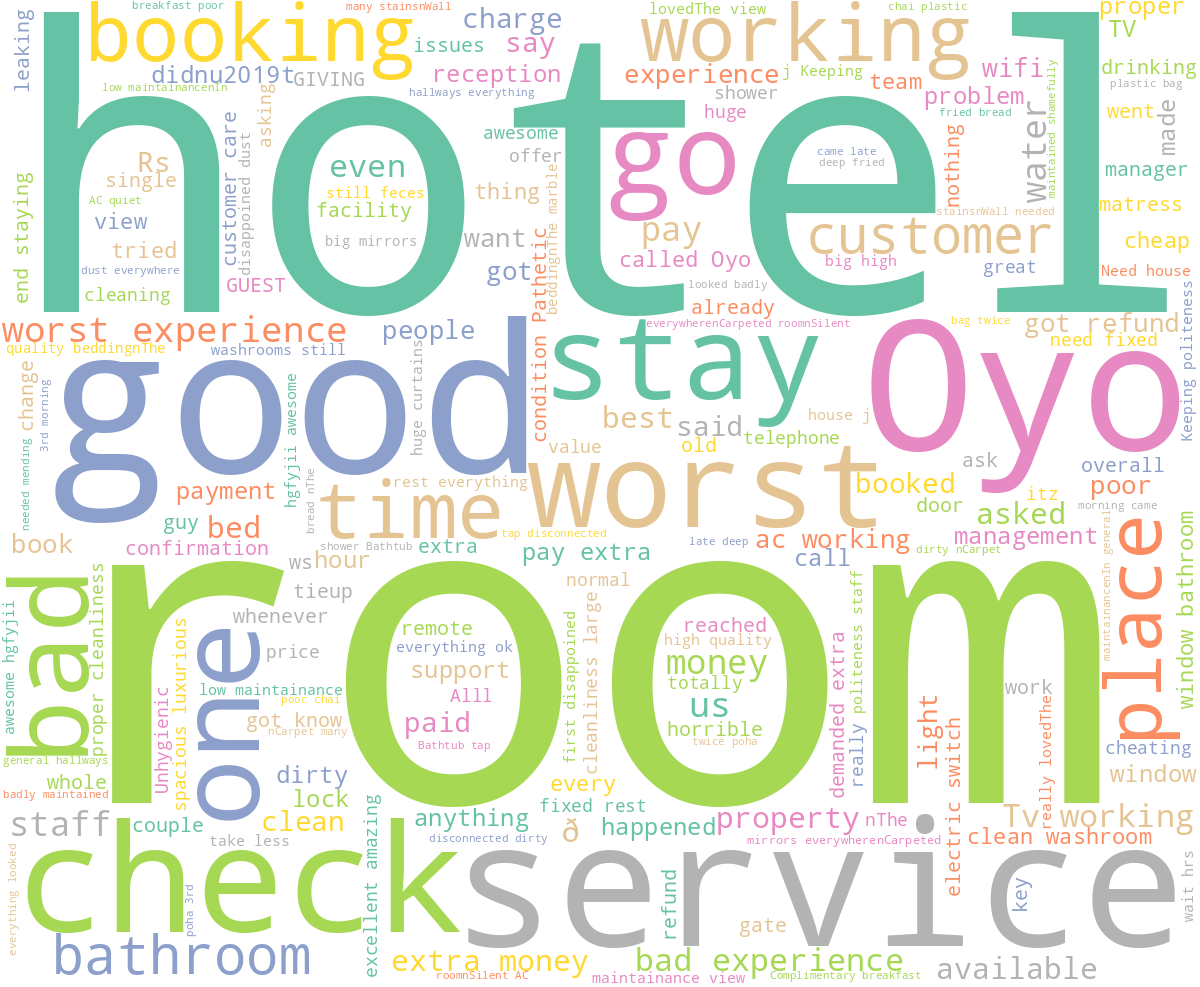 breakfast poor
many stainsnWall
lovedThe view
chai plastic
proper
leaking
booking
charge
working
TV
issues
say
didnu2019t
GIVING
reception
experience
j Keeping
wifi
drinking
low maintainancenIn
hallways everything
shower
team
problem
plastic bag
hotel
asking
huge
fried bread
went
made
awesome
go
water
maintained shamefully
customer care
disappoined dust
Rs
even
offer
came late
deep fried
nothing
manager
single
still feces
thing
AC quiet
facility
pay
stainsnWall needed
matress
end staying
view
big mirrors
want
customer
cheap
tried
beddingnThe marble
called Oyo
big high
great
Need house
dust everywhere
got
GUEST
looked badly
cleaning
condition Pathetic
already
worst experience
people
everywherenCarpeted roomnSilent
bag twice
got refund
quality beddingnThe
washrooms still
need fixed
Keeping politeness
change
3rd morning
good
huge curtains
stay
Oyo
hgfyjii awesome
best
said
house j
telephone
value
old
ask
overall
needed mending
payment
bread nThe
rest everything
worst
booked
itz
poor
time
door
morning came
guy
bed
tap disconnected
asked
book
confirmation
shower Bathtub
extra
pay extra
late deep
ac working
dirty nCarpet
management
ws
hour
call
normal
tieup
bad
room
place
maintainancenIn general
window bathroom
proper cleanliness
awesome hgfyjii
whenever
remote
reached
everything ok
high quality
one
price
support
money
first disappoined
cleanliness large
really politeness staff
demanded extra
low maintainance
Alll
totally
work
poor chai
us
got know
paid
horrible
light
nCarpet many
Bathtub tap
twice poha
really lovedThe
spacious luxurious
Unhygienic
general hallways
electric switch
cheating
whole
dirty
every
window
badly maintained
lock
fixed rest
staff
couple
clean
anything
ð
happened
property
nThe
Tv working
take less
disconnected dirty
mirrors everywherenCarpeted
clean washroom
check
service
everything looked
poha 3rd
excellent amazing
refund
key
wait hrs
gate
bathroom
extra money
bad experience
available
roomnSilent AC
maintainance view
Complimentary breakfast